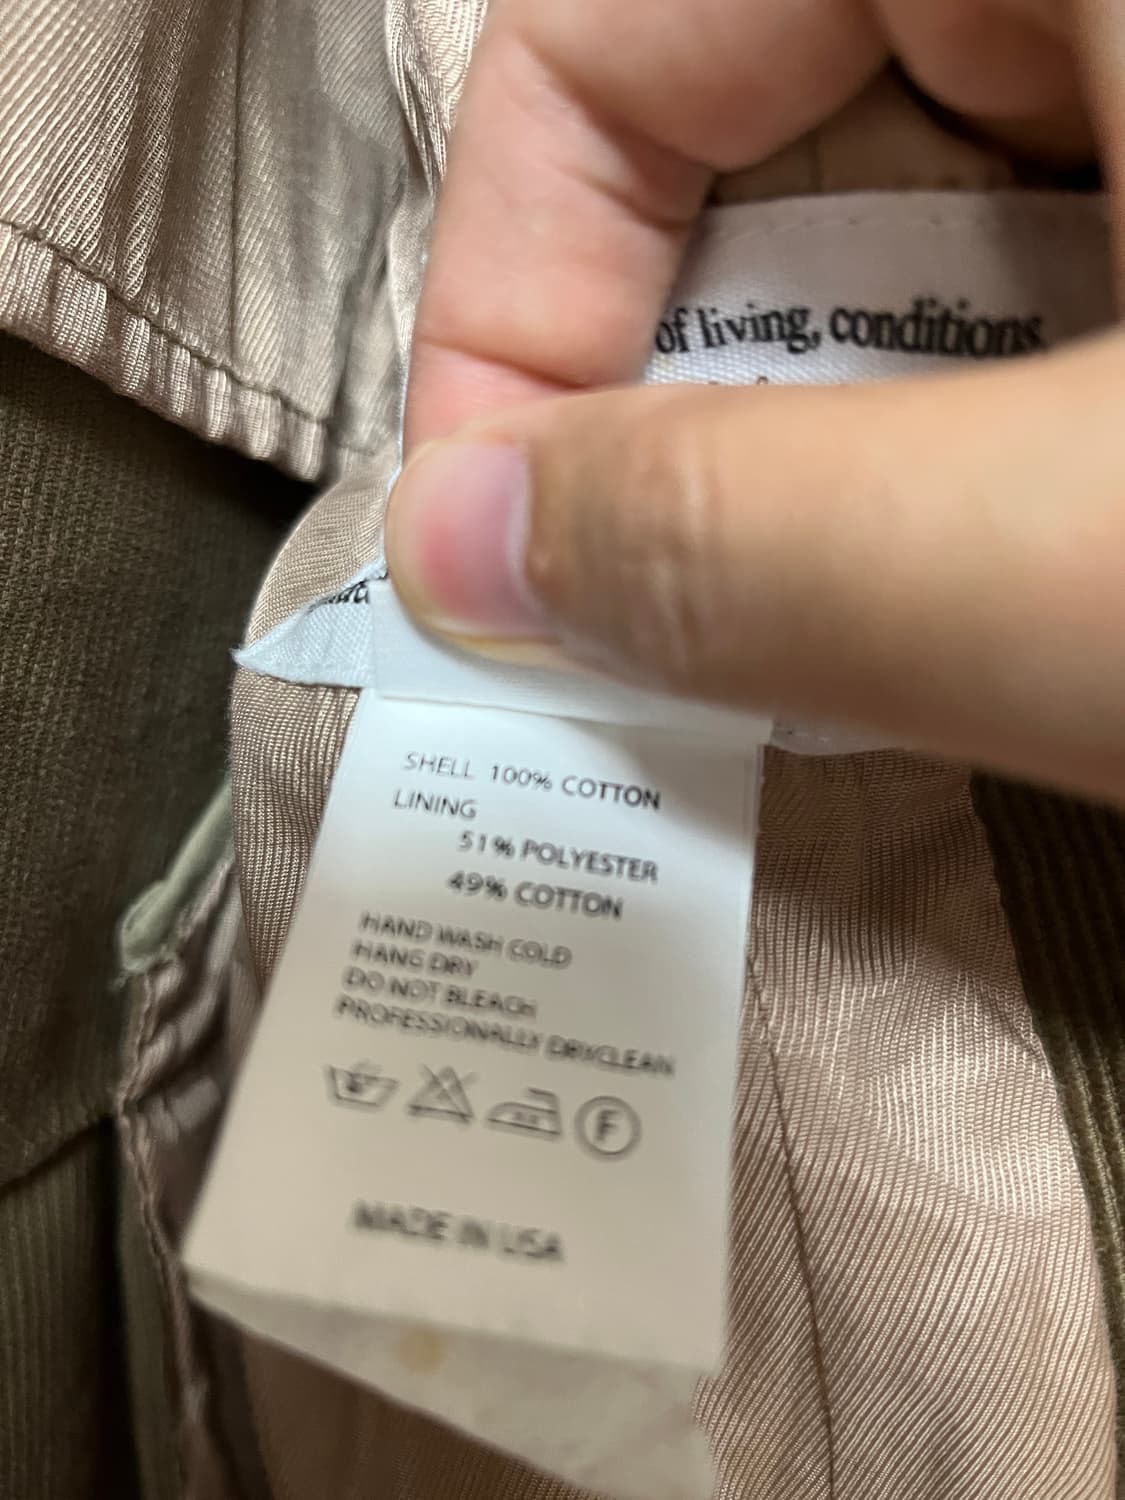 of living, conditions
SHELL 100% COTTON
LINING
51% POLYESTER
49% COTTON
HAND WASH COLD
HANG DRY
DO NOT BLEACH
PROFESSIONALLY DRYCLEAN
F
MADE IN USA